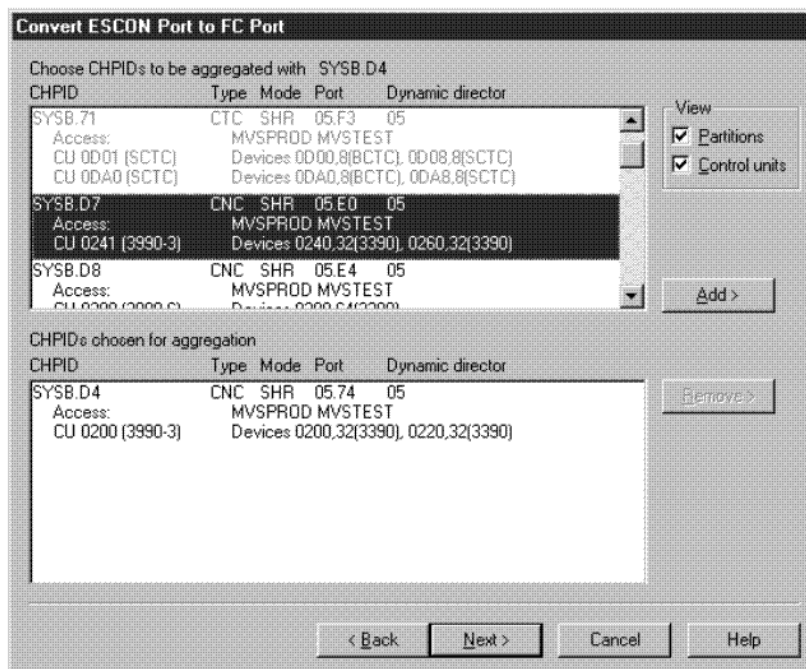 Convert ESCON Port to FC Port
Choose CHPIDs to be aggregated with SYSB.D4
CHPID Type Mode Port Dynamic director
SYSB.71 CTC SHR 05.F3 05
Access: MVSPROD MVSTEST
CU 0D01 (SCTC) Devices 0D00,8(BCTC), 0D08,8(SCTC)
CU 0DA0 (SCTC) Devices 0DA0,8(BCTC), 0DA8,8(SCTC)
SYSB.D7 CNC SHR 05.E0 05
Access: MVSPROD MVSTEST
CU 0241 (3990-3) Devices 0240,32(3390), 0260,32(3390)
SYSB.D8 CNC SHR 05.E4 05
Access: MVSPROD MVSTEST
View
Partitions
Control units
Add >
CHPIDs chosen for aggregation
CHPID Type Mode Port Dynamic director
SYSB.D4 CNC SHR 05.74 05
Access: MVSPROD MVSTEST
CU 0200 (3990-3) Devices 0200,32(3390), 0220,32(3390)
Remove >
< Back Next > Cancel Help